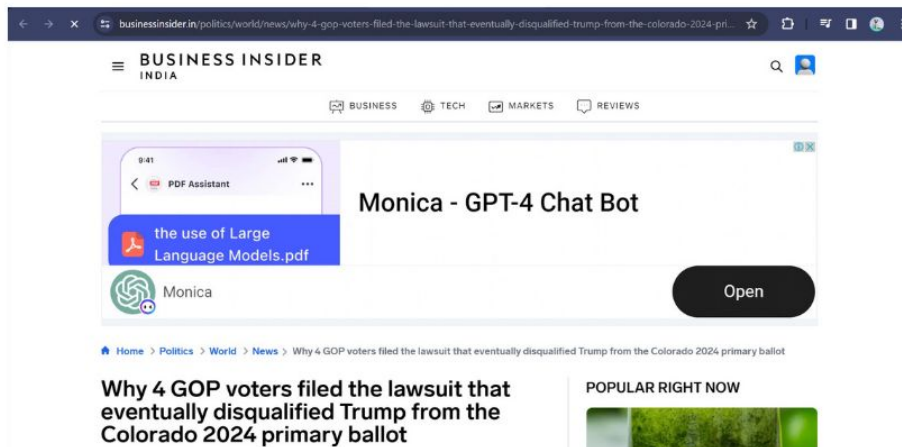 businessinsider.in/politics/world/news/why-4-gop-voters-filed-the-lawsuit-that-eventually-disqualified-trump-from-the-colorado-2024-pri...
BUSINESS INSIDER
INDIA
BUSINESS TECH MARKETS REVIEWS
9:41
PDF Assistant
the use of Large
Language Models.pdf
Monica - GPT-4 Chat Bot
Monica
Open
Home > Politics > World > News > Why 4 GOP voters filed the lawsuit that eventually disqualified Trump from the Colorado 2024 primary ballot
Why 4 GOP voters filed the lawsuit that
eventually disqualified Trump from the
Colorado 2024 primary ballot
POPULAR RIGHT NOW